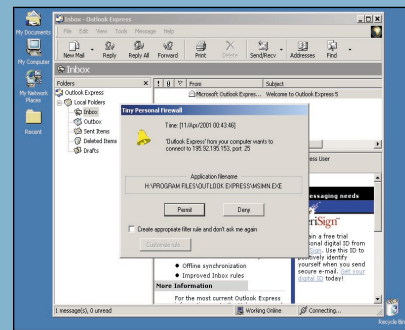 My Documents
My Computer
My Network
Places
Recent
Inbox - Outlook Express
File Edit View Tools Message Help
New Mail Reply Reply All Forward Print Delete Send/Recv Addresses Find
Inbox
Folders
Outlook Express
Local Folders
Inbox
Outbox
Sent Items
Deleted Items
Drafts
From Subject
Microsoft Outlook Expres... Welcome to Outlook Express 5
Tiny Personal Firewall
Time: [11/Apr/2001 00:43:46]
'Outlook Express' from your computer wants to
connect to 195.92.195.153, port 25
Application filename
H:\PROGRAM FILES\OUTLOOK EXPRESS\MSIMN.EXE
Permit Deny
Create appropriate filter rule and don't ask me again
Customize rule...
ess User
essaging needs
eriSign
ain a free trial
sonal digital ID from
Sign. Use this ID to
positively identify
yourself when you send
secure e-mail. Get your
digital ID today!
Offline synchronization
Improved Inbox rules
More Information
For the most current Outlook Express
1 message(s), 0 unread Working Online Connecting...
Recycle Bin